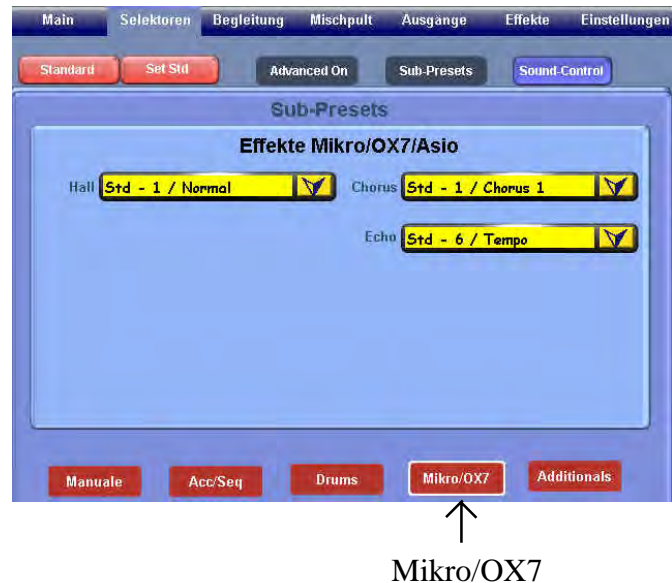 Main Selektoren Begleitung Mischpult Ausgänge Effekte Einstellungen
Standard Set Std Advanced On Sub-Presets Sound-Control
Sub-Presets
Effekte Mikro/OX7/Asio
Hall Std - 1 / Normal Chorus Std - 1 / Chorus 1
Echo Std - 6 / Tempo
Manuale Acc/Seq Drums Mikro/OX7 Additionals
Mikro/OX7